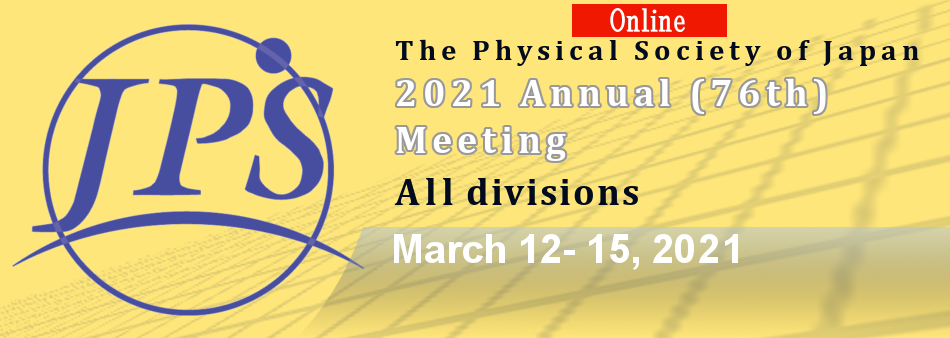 Online
JPS
The Physical Society of Japan
2021 Annual (76th)
Meeting
All divisions
March 12- 15, 2021